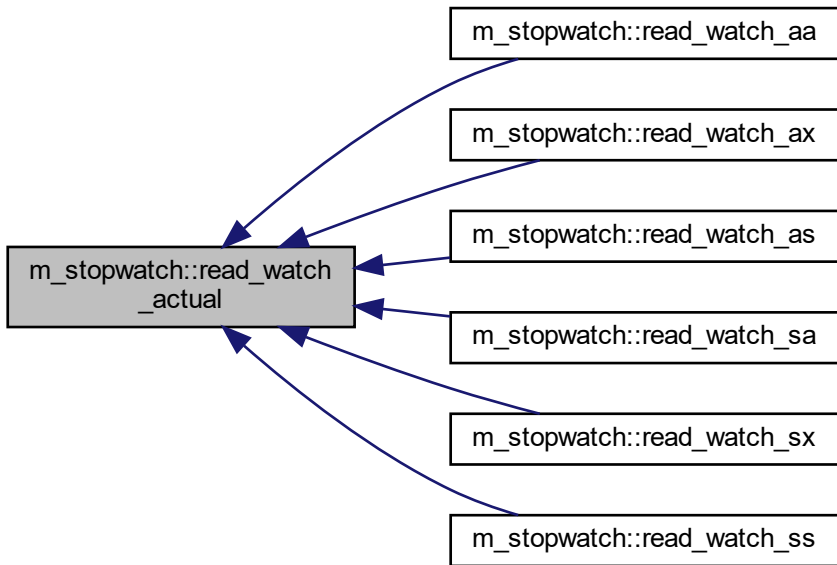 m_stopwatch::read_watch_aa
m_stopwatch::read_watch_ax
m_stopwatch::read_watch_as
m_stopwatch::read_watch
_actual
m_stopwatch::read_watch_sa
m_stopwatch::read_watch_sx
m_stopwatch::read_watch_ss